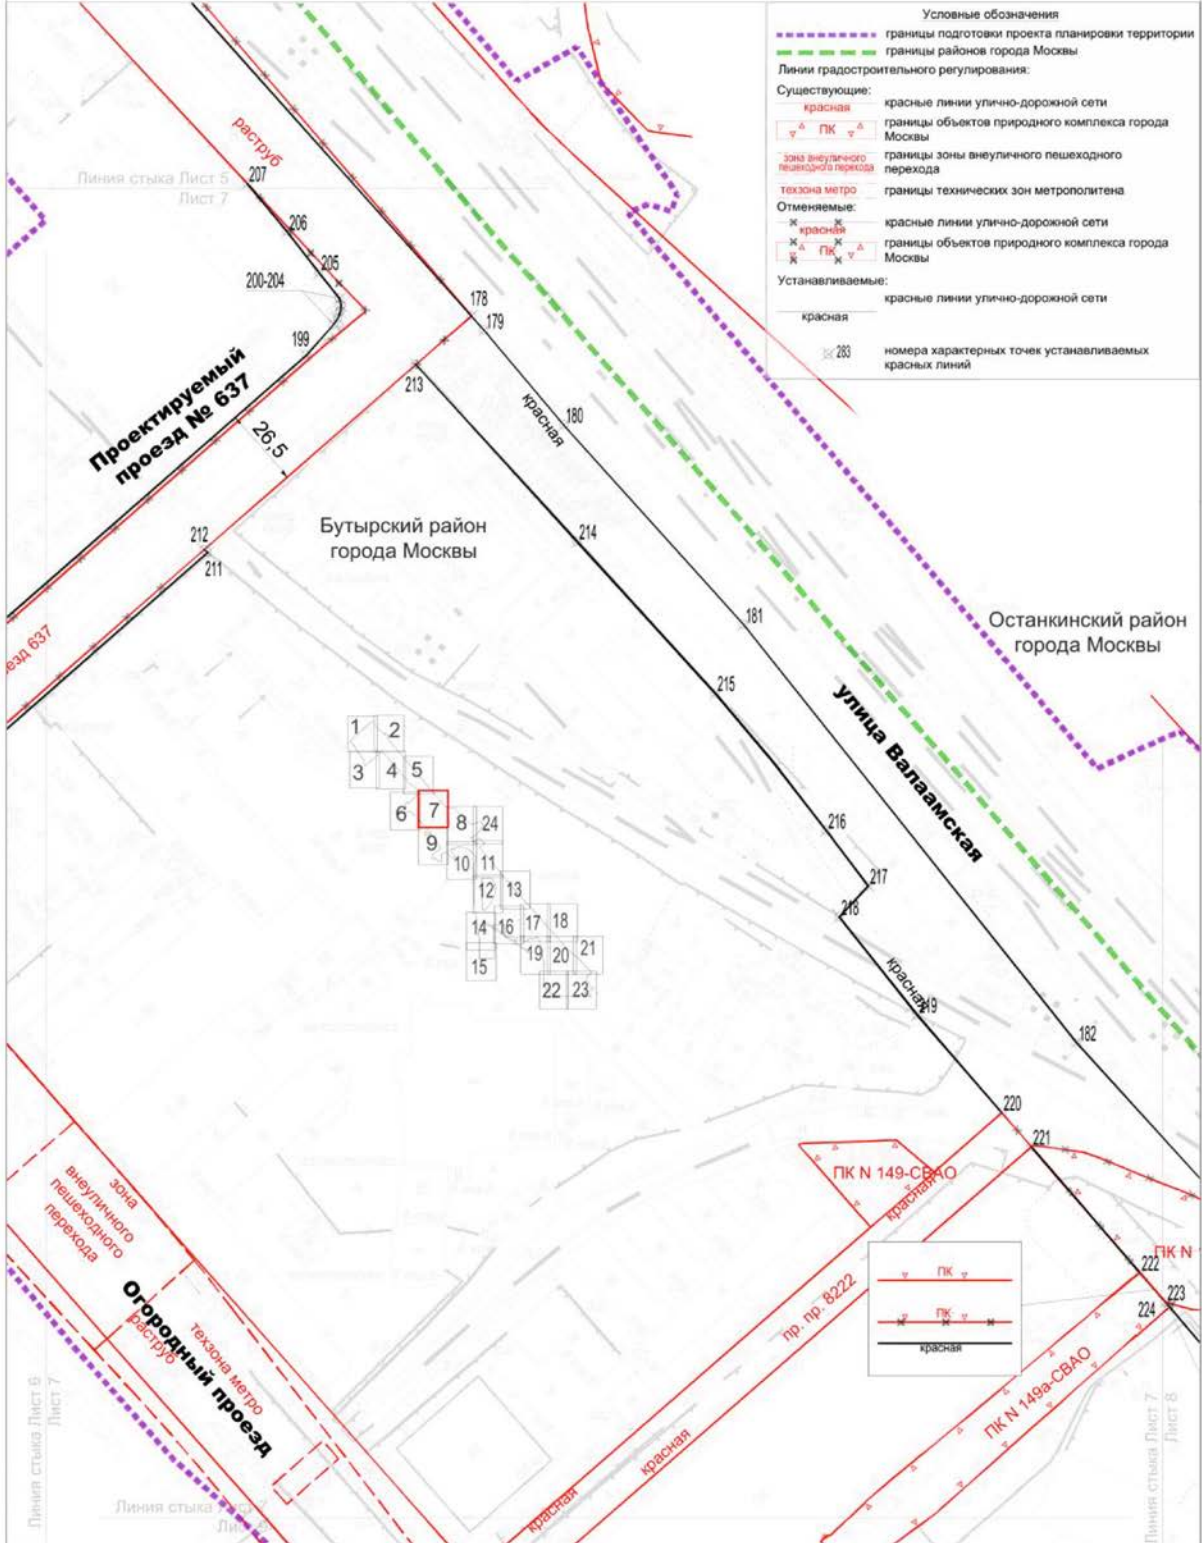 Условные обозначения
границы подготовки проекта планировки территории
границы районов города Москвы
Линии градостроительного регулирования:
Существующие:
красная
красные линии улично-дорожной сети
ПК
границы объектов природного комплекса города
Москвы
зона внеуличного
пешеходного перехода
границы зоны внеуличного пешеходного
перехода
техзона метро
границы технических зон метрополитена
Отменяемые:
красная
красные линии улично-дорожной сети
ПК
границы объектов природного комплекса города
Москвы
Устанавливаемые:
красные линии улично-дорожной сети
красная
283
номера характерных точек устанавливаемых
красных линий
раструб
Линия стыка Лист 5
Лист 7
207
206
205
200-204
199
178
179
213
Проектируемый
проезд № 637
26,5
красная
180
212
211
Бутырский район
города Москвы
214
181
Останкинский район
города Москвы
езд 637
215
улица Валаамская
1
2
3
4
5
6
7
8
24
9
10
11
12
13
14
16
17
18
15
19
20
21
22
23
216
217
218
красная
219
182
220
221
ПК N 149-СВАО
красная
зона
внеуличного
пешеходного
перехода
ПК N
222
223
224
ПК
ПК
красная
пр. пр. 8222
Огородный проезд
раструб
техзона метро
ПК N 149а-СВАО
красная
красная
Линия стыка Лист 6
Лист 7
Линия стыка Лист 7
Лист 8
Линия стыка Лист 7